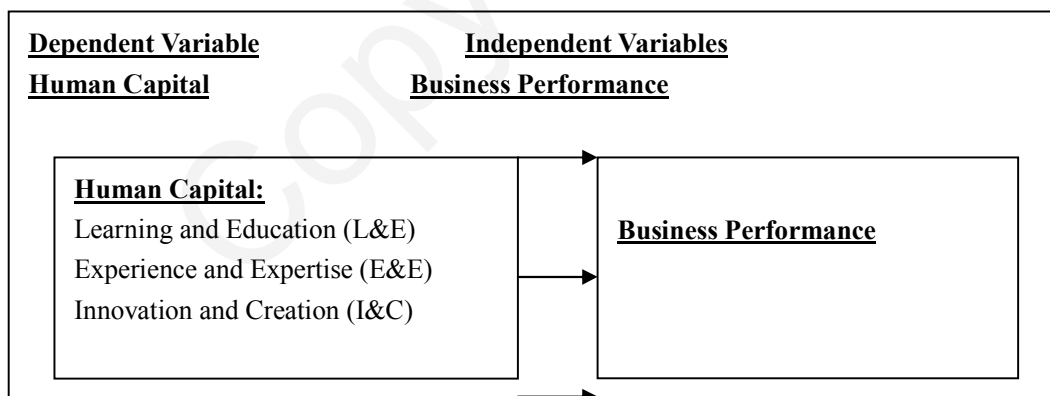 Dependent Variable Independent Variables
Human Capital Business Performance
Human Capital:
Learning and Education (L&E)
Business Performance
Experience and Expertise (E&E)
Innovation and Creation (I&C)
Copy